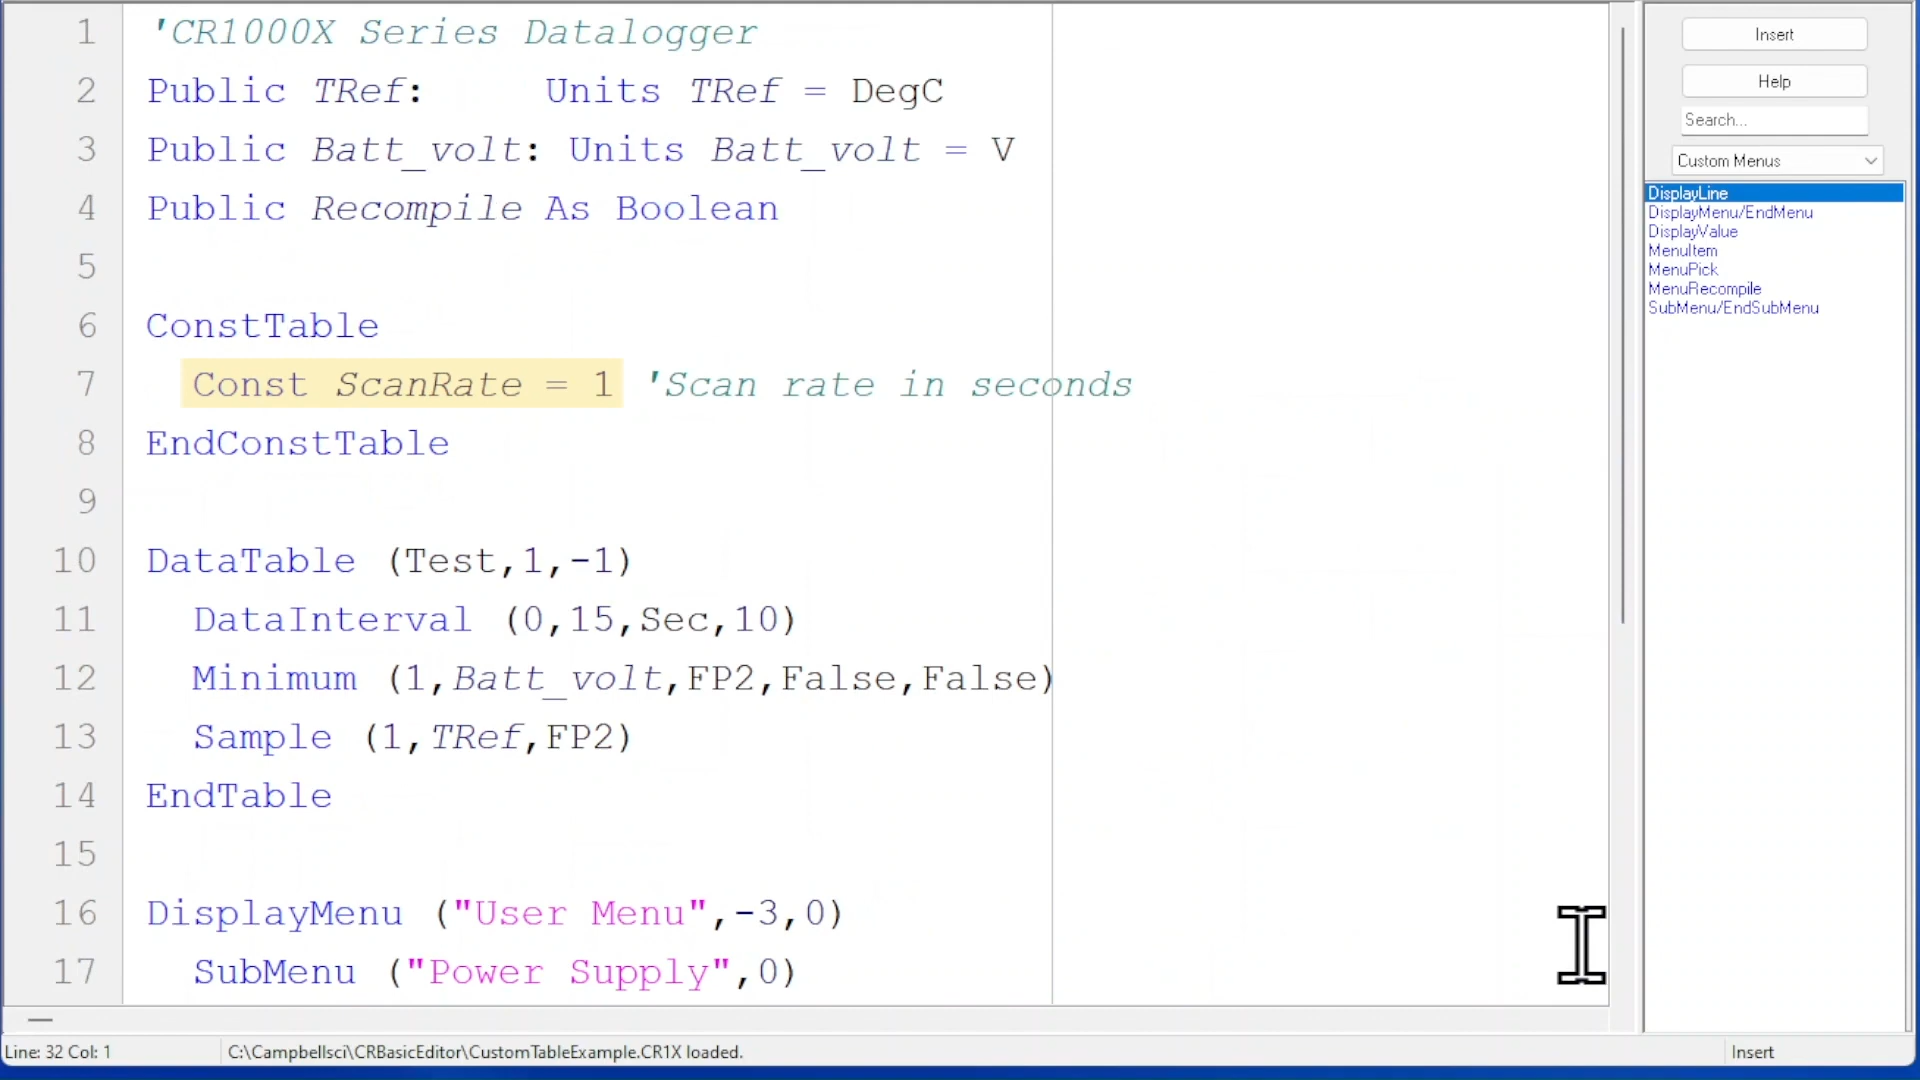 1 'CR1000X Series Datalogger
2 Public TRef: Units TRef = DegC
3 Public Batt_volt: Units Batt_volt = V
4 Public Recompile As Boolean
5
6 ConstTable
7 Const ScanRate = 1 'Scan rate in seconds
8 EndConstTable
9
10 DataTable (Test,1,-1)
11 DataInterval (0,15,Sec,10)
12 Minimum (1,Batt_volt,FP2,False,False)
13 Sample (1,TRef,FP2)
14 EndTable
15
16 DisplayMenu ("User Menu",-3,0)
17 SubMenu ("Power Supply",0)
Insert
Help
Search...
Custom Menus
DisplayLine
DisplayMenu/EndMenu
DisplayValue
MenuItem
MenuPick
MenuRecompile
SubMenu/EndSubMenu
Line: 32 Col: 1
C:\Campbellsci\CRBasicEditor\CustomTableExample.CR1X loaded.
Insert